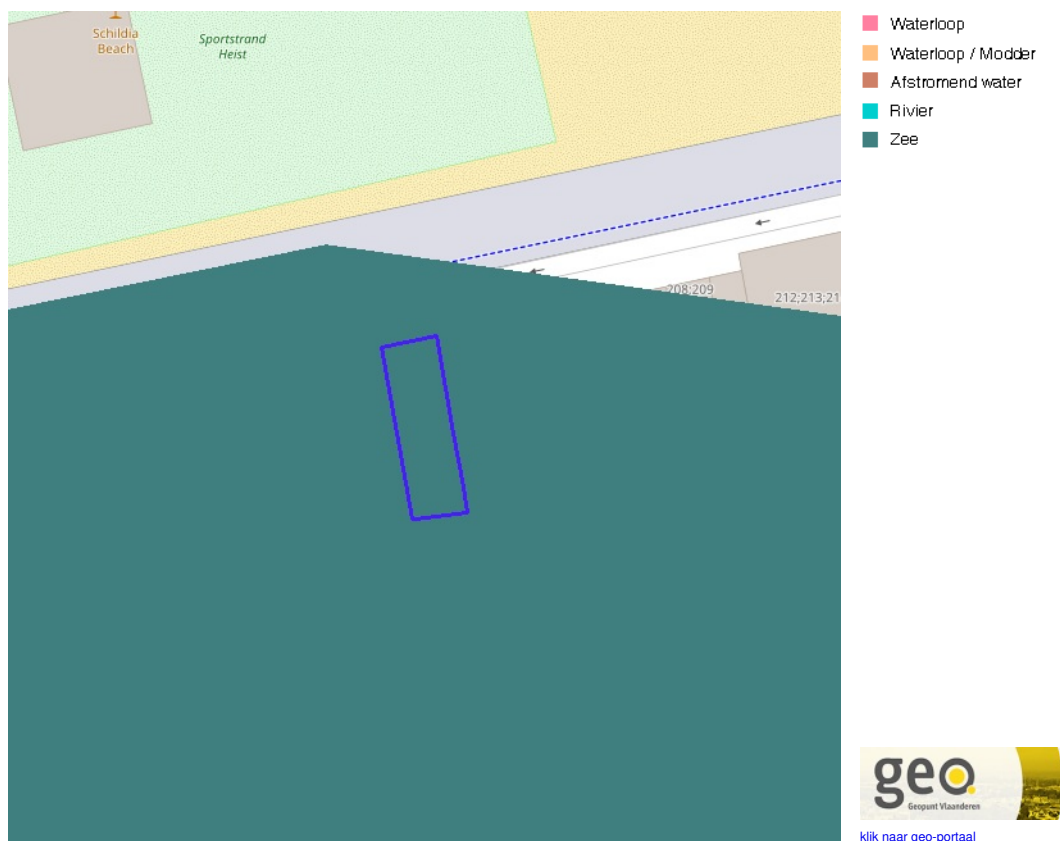 Schildia
Beach
Sportstrand
Heist
208;209
212;213;21
Waterloop
Waterloop / Modder
Afstromend water
Rivier
Zee
geo
Geopunt Vlaanderen
klik naar geo-portaal